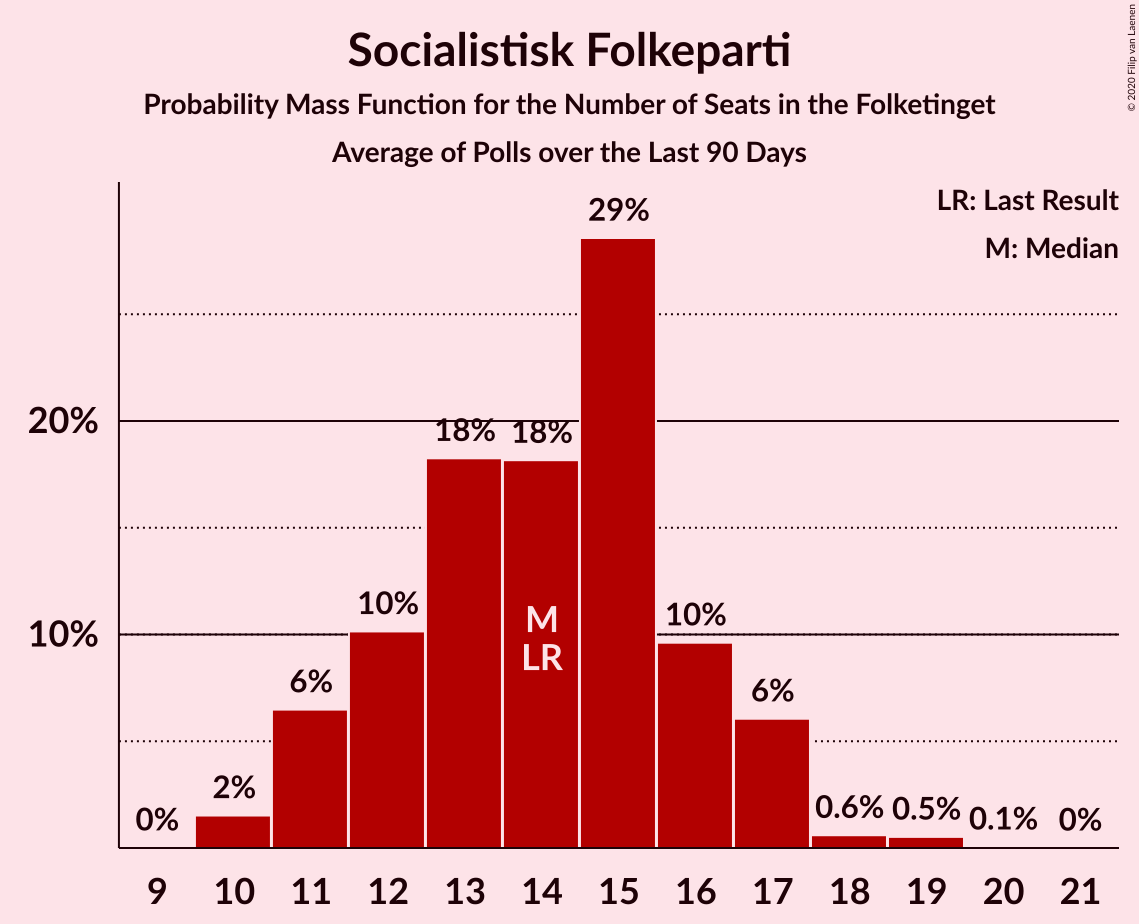 Socialistisk Folkeparti
Probability Mass Function for the Number of Seats in the Folketinget
Average of Polls over the Last 90 Days
© 2020 Filip van Laenen
LR: Last Result
M: Median
29%
20%
18% 18%
10% 10%
10%
M
LR
6% 6%
2%
0% 0.6% 0.5% 0.1% 0%
9 10 11 12 13 14 15 16 17 18 19 20 21